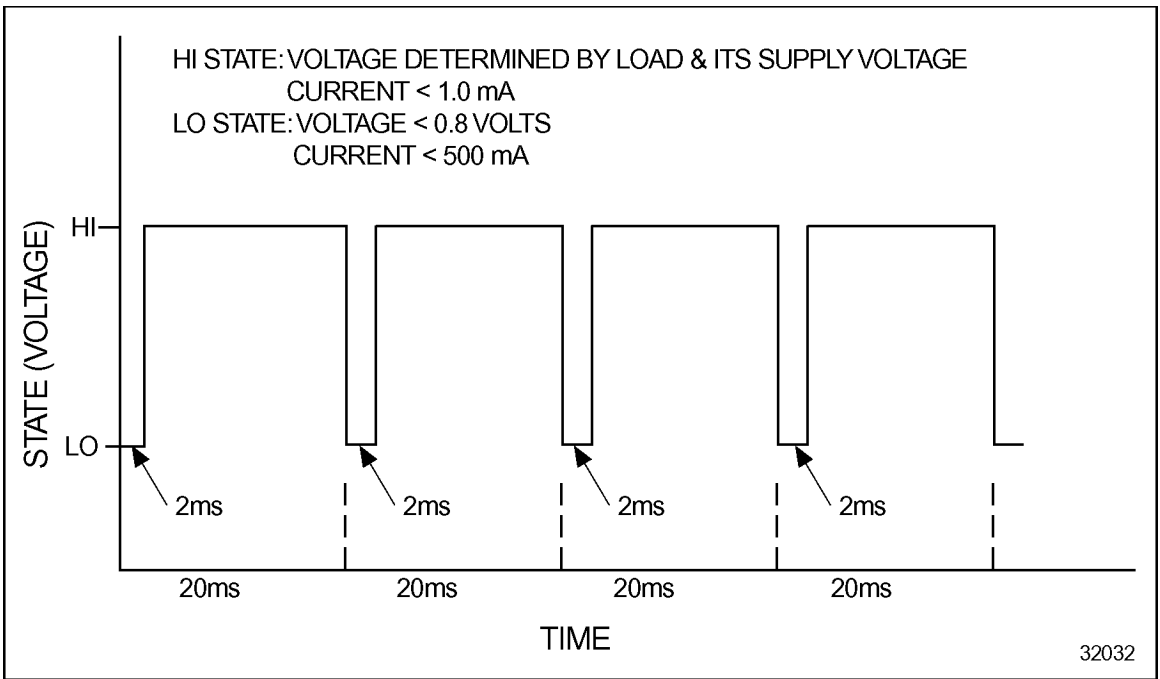 HI STATE: VOLTAGE DETERMINED BY LOAD & ITS SUPPLY VOLTAGE
CURRENT < 1.0 mA
LO STATE: VOLTAGE < 0.8 VOLTS
CURRENT < 500 mA
STATE (VOLTAGE)
HI
LO
2ms
2ms
2ms
2ms
20ms
20ms
20ms
20ms
TIME
32032